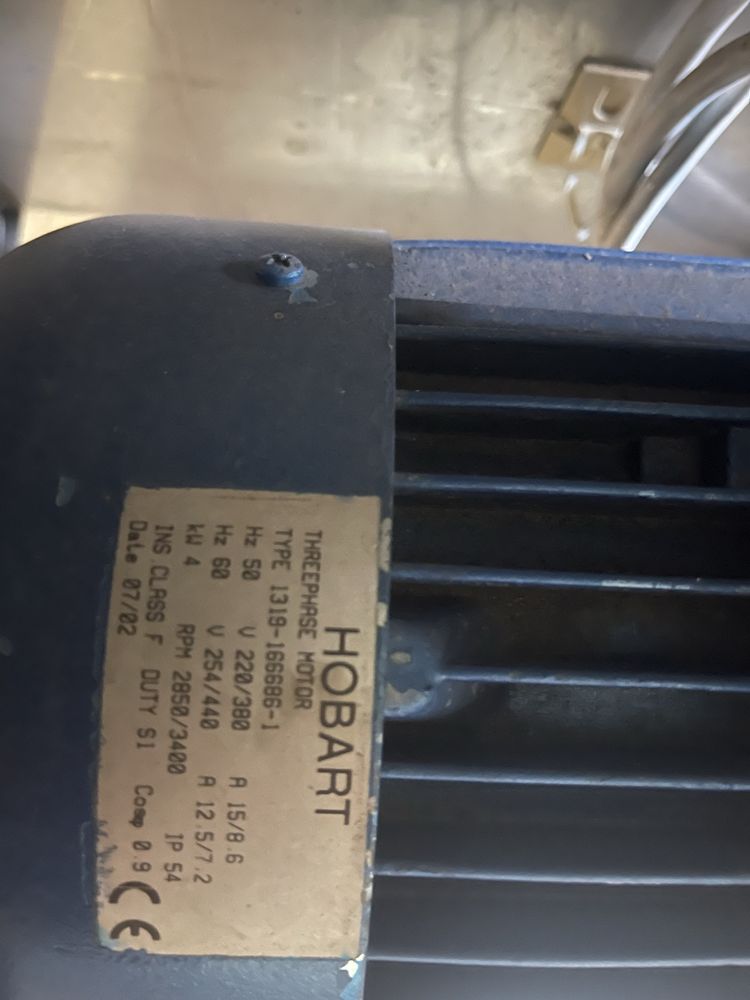 HOBART
THREEPHASE MOTOR
TYPE 1319-166686-1
Hz 50 V 220/380 A 15/8.6
Hz 60 V 254/440 A 12.5/7.2
kW 4 RPM 2850/3400 IP 54
INS.CLASS F DUTY S1 Cosφ 0.9
Date 07/02 CE